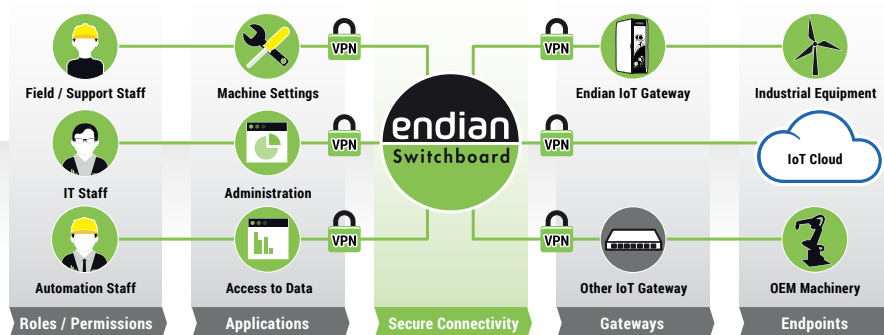 VPN
VPN
Field / Support Staff
Machine Settings
Endian IoT Gateway
Industrial Equipment
endian
Switchboard
VPN
VPN
IoT Cloud
IT Staff
Administration
VPN
VPN
Automation Staff
Access to Data
Other IoT Gateway
OEM Machinery
Roles / Permissions
Applications
Secure Connectivity
Gateways
Endpoints